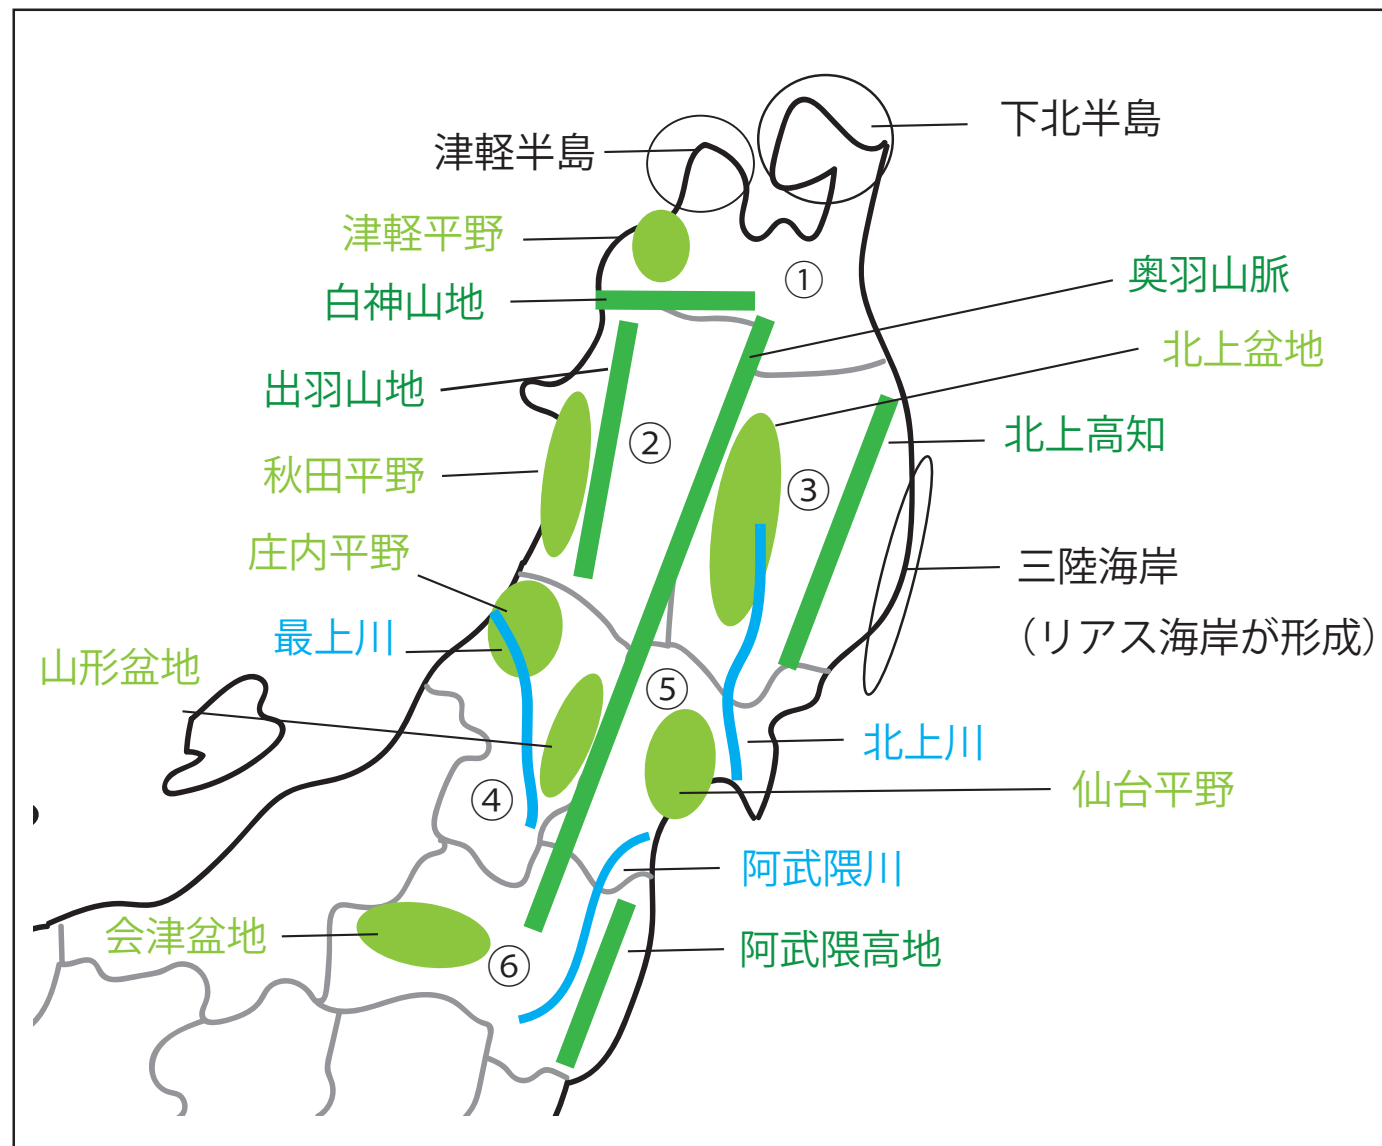 下北半島
津軽半島
津軽平野
①
奥羽山脈
白神山地
北上盆地
出羽山地
②
北上高知
秋田平野
③
庄内平野
三陸海岸
(リアス海岸が形成)
最上川
山形盆地
⑤
北上川
④
仙台平野
阿武隈川
会津盆地
⑥
阿武隈高地